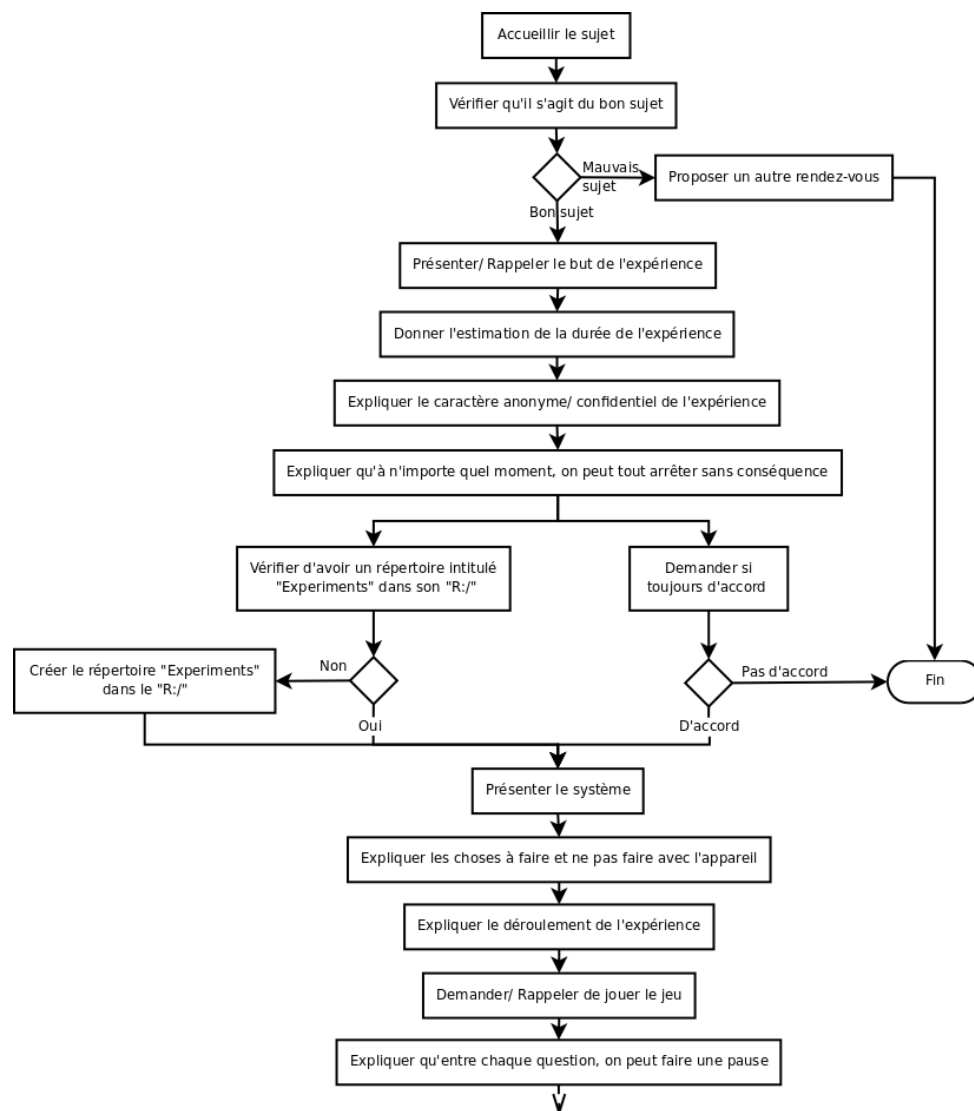 Accueillir le sujet
Vérifier qu'il s'agit du bon sujet
Mauvais
sujet
Proposer un autre rendez-vous
Bon sujet
Présenter/ Rappeler le but de l'expérience
Donner l'estimation de la durée de l'expérience
Expliquer le caractère anonyme/ confidentiel de l'expérience
Expliquer qu'à n'importe quel moment, on peut tout arrêter sans conséquence
Vérifier d'avoir un répertoire intitulé
"Experiments" dans son "R:/"
Demander si
toujours d'accord
Créer le répertoire "Experiments"
dans le "R:/"
Non
Pas d'accord
Fin
Oui
D'accord
Présenter le système
Expliquer les choses à faire et ne pas faire avec l'appareil
Expliquer le déroulement de l'expérience
Demander/ Rappeler de jouer le jeu
Expliquer qu'entre chaque question, on peut faire une pause